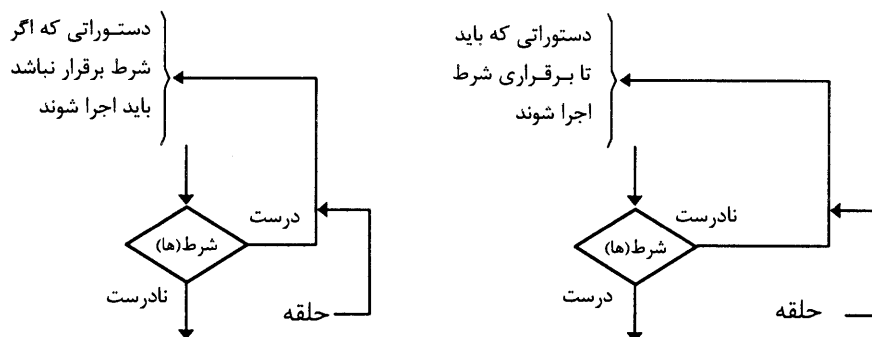 دستوراتی که باید
تا برقراری شرط
اجرا شوند
نادرست
شرط(ها)
درست
حلقه
دستوراتی که اگر
شرط برقرار نباشد
باید اجرا شوند
درست
شرط(ها)
نادرست
حلقه